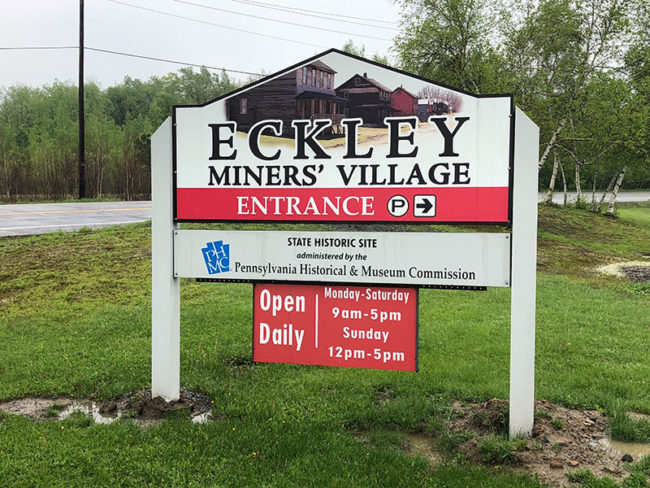 ECKLEY
MINERS' VILLAGE
ENTRANCE P
STATE HISTORIC SITE
administered by the
PHMC
Pennsylvania Historical & Museum Commission
Open Daily
Monday-Saturday
9am-5pm
Sunday
12pm-5pm